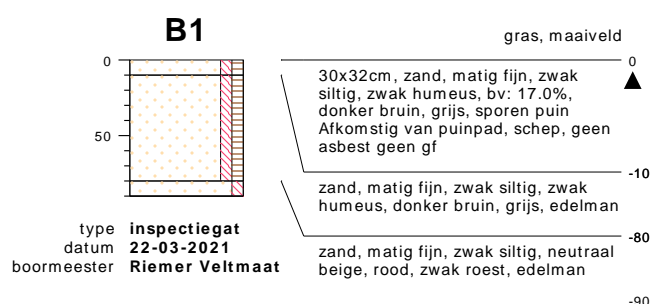 B1
gras, maaiveld
0
0
30x32cm, zand, matig fijn, zwak
siltig, zwak humeus, bv: 17.0%,
donker bruin, grijs, sporen puin
Afkomstig van puinpad, schep, geen
asbest geen gf
50
-10
zand, matig fijn, zwak siltig, zwak
humeus, donker bruin, grijs, edelman
-80
zand, matig fijn, zwak siltig, neutraal
beige, rood, zwak roest, edelman
-90
type inspectiegat
datum 22-03-2021
boormeester Riemer Veltmaat